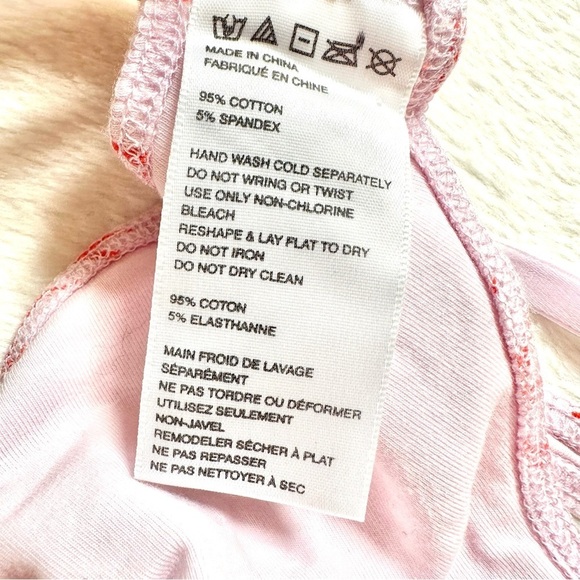 MADE IN CHINA
FABRIQUÉ EN CHINE
95% COTTON
5% SPANDEX
HAND WASH COLD SEPARATELY
DO NOT WRING OR TWIST
USE ONLY NON-CHLORINE
BLEACH
RESHAPE & LAY FLAT TO DRY
DO NOT IRON
DO NOT DRY CLEAN
95% COTON
5% ELASTHANNE
MAIN FROID DE LAVAGE
SÉPARÉMENT
NE PAS TORDRE OU DÉFORMER
UTILISEZ SEULEMENT
NON-JAVEL
REMODELER SÉCHER À PLAT
NE PAS REPASSER
NE PAS NETTOYER À SEC